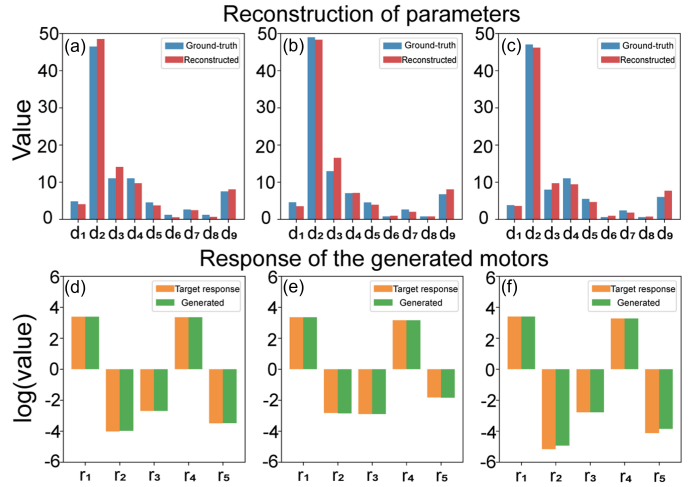 Reconstruction of parameters
(a)
(b)
(c)
Ground-truth
Reconstructed
Ground-truth
Reconstructed
Ground-truth
Reconstructed
Value
50
40
30
20
10
0
50
40
30
20
10
0
50
40
30
20
10
0
d₁ d₂ d₃ d₄ d₅ d₆ d₇ d₈ d₉
d₁ d₂ d₃ d₄ d₅ d₆ d₇ d₈ d₉
d₁ d₂ d₃ d₄ d₅ d₆ d₇ d₈ d₉
Response of the generated motors
(d)
(e)
(f)
Target response
Generated
Target response
Generated
Target response
Generated
log(value)
6
4
2
0
-2
-4
-6
6
4
2
0
-2
-4
-6
6
4
2
0
-2
-4
-6
r₁ r₂ r₃ r₄ r₅
r₁ r₂ r₃ r₄ r₅
r₁ r₂ r₃ r₄ r₅